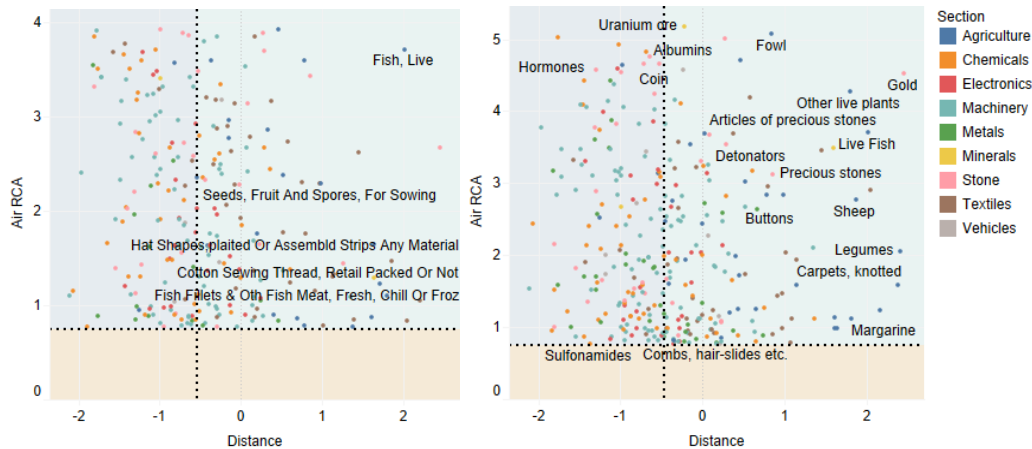 4
3
2
1
0
Air RCA
-2
-1
0
1
2
Distance
Fish, Live
Seeds, Fruit And Spores, For Sowing
Hat Shapes plaited Or Assembld Strips Any Material
Cotton Sewing Thread, Retail Packed Or Not
Fish Fillets & Oth Fish Meat, Fresh, Chill Or Froz
5
4
3
2
1
0
Air RCA
-2
-1
0
1
2
Distance
Uranium ore
Albumins
Fowl
Hormones
Coin
Gold
Other live plants
Articles of precious stones
Live Fish
Detonators
Precious stones
Buttons
Sheep
Legumes
Carpets, knotted
Margarine
Sulfonamides
Combs, hair-slides etc.
Section
Agriculture
Chemicals
Electronics
Machinery
Metals
Minerals
Stone
Textiles
Vehicles